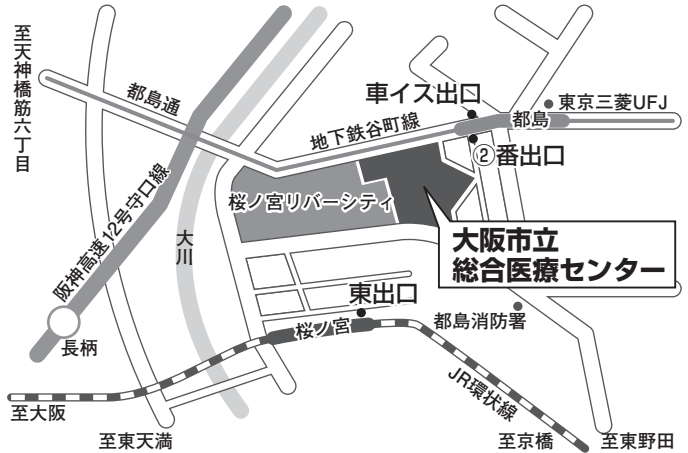 至天神橋筋六丁目
都島通
車イス出口
東京三菱UFJ
都島
地下鉄谷町線
②番出口
桜ノ宮リバーシティ
阪神高速12号守口線
大川
大阪市立
総合医療センター
東出口
都島消防署
桜ノ宮
長柄
JR環状線
至大阪
至東天満
至京橋
至東野田